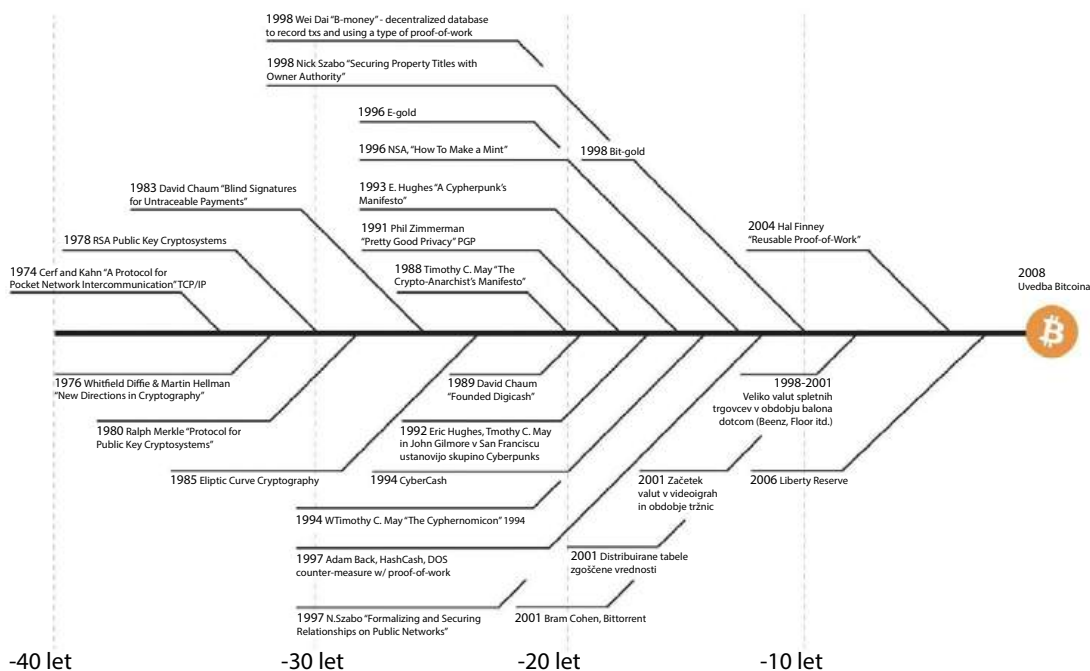 1998 Wei Dai “B-money” - decentralized database
to record txs and using a type of proof-of-work
1998 Nick Szabo “Securing Property Titles with
Owner Authority”
1996 E-gold
1996 NSA, “How To Make a Mint”
1998 Bit-gold
1983 David Chaum “Blind Signatures
for Untraceable Payments”
1993 E. Hughes “A Cypherpunk’s
Manifesto”
1978 RSA Public Key Cryptosystems
1991 Phil Zimmerman
“Pretty Good Privacy” PGP
2004 Hal Finney
“Reusable Proof-of-Work”
1974 Cerf and Kahn “A Protocol for
Pocket Network Intercommunication” TCP/IP
1988 Timothy C. May “The
Crypto-Anarchist’s Manifesto”
2008
Uvedba Bitcoina
1976 Whitfield Diffie & Martin Hellman
“New Directions in Cryptography”
1989 David Chaum
“Founded Digicash”
1998-2001
Veliko valut spletnih
trgovcev v obdobju balona
dotcom (Beenz, Floor itd.)
1980 Ralph Merkle “Protocol for
Public Key Cryptosystems”
1992 Eric Hughes, Tmothy C. May
in John Gilmore v San Franciscu
ustanovijo skupino Cyberpunks
1985 Eliptic Curve Cryptography
1994 CyberCash
2001 Začetek
valut v videoigrah
in obdobje tržnic
2006 Liberty Reserve
1994 WTimothy C. May “The Cyphernomicon” 1994
1997 Adam Back, HashCash, DOS
counter-measure w/ proof-of-work
2001 Distribuirane tabele
zgoščene vrednosti
1997 N.Szabo “Formalizing and Securing
Relationships on Public Networks”
2001 Bram Cohen, Bittorrent
-40 let
-30 let
-20 let
-10 let